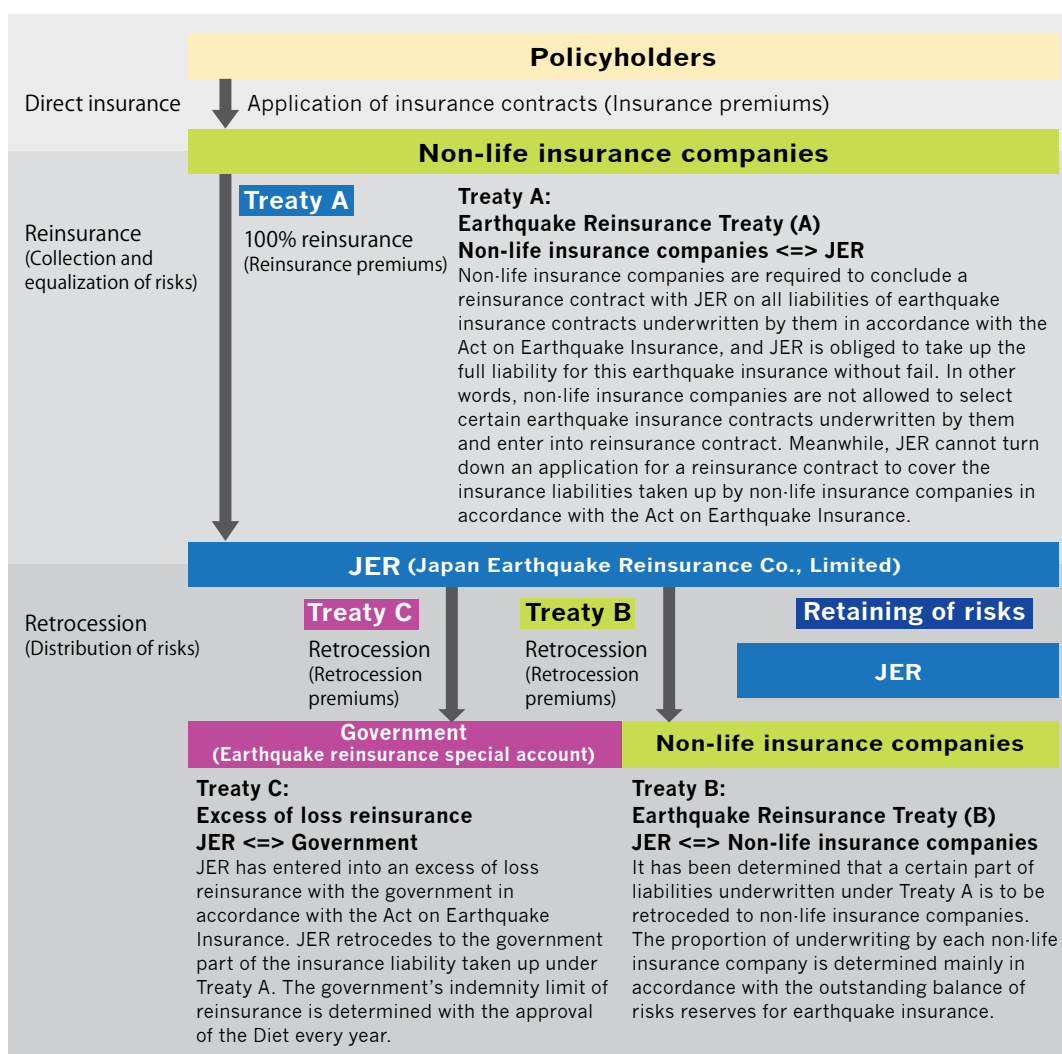 Policyholders
Direct insurance
Application of insurance contracts (Insurance premiums)
Non-life insurance companies
Reinsurance
(Collection and
equalization of risks)
Treaty A
100% reinsurance
(Reinsurance premiums)
Treaty A:
Earthquake Reinsurance Treaty (A)
Non-life insurance companies <=> JER
Non-life insurance companies are required to conclude a
reinsurance contract with JER on all liabilities of earthquake
insurance contracts underwritten by them in accordance with the
Act on Earthquake Insurance, and JER is obliged to take up the
full liability for this earthquake insurance without fail. In other
words, non-life insurance companies are not allowed to select
certain earthquake insurance contracts underwritten by them
and enter into reinsurance contract. Meanwhile, JER cannot turn
down an application for a reinsurance contract to cover the
insurance liabilities taken up by non-life insurance companies in
accordance with the Act on Earthquake Insurance.
JER (Japan Earthquake Reinsurance Co., Limited)
Retrocession
(Distribution of risks)
Treaty C
Retrocession
(Retrocession
premiums)
Treaty B
Retrocession
(Retrocession
premiums)
Retaining of risks
JER
Government
(Earthquake reinsurance special account)
Non-life insurance companies
Treaty C:
Excess of loss reinsurance
JER <=> Government
JER has entered into an excess of loss
reinsurance with the government in
accordance with the Act on Earthquake
Insurance. JER retrocedes to the government
part of the insurance liability taken up under
Treaty A. The government's indemnity limit of
reinsurance is determined with the approval
of the Diet every year.
Treaty B:
Earthquake Reinsurance Treaty (B)
JER <=> Non-life insurance companies
It has been determined that a certain part of
liabilities underwritten under Treaty A is to be
retroceded to non-life insurance companies.
The proportion of underwriting by each non-life
insurance company is determined mainly in
accordance with the outstanding balance of
risks reserves for earthquake insurance.